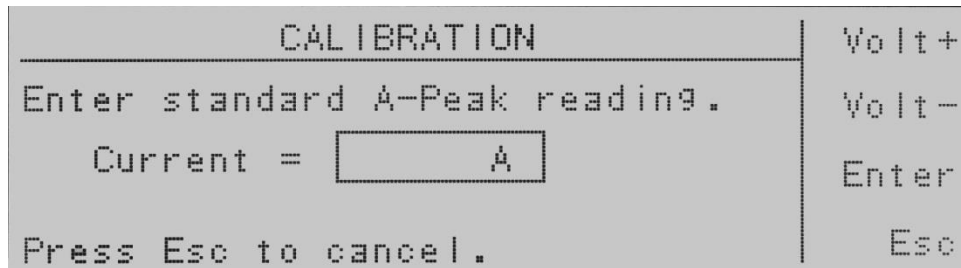 CALIBRATION
Enter standard A-Peak reading.
Current = A
Press Esc to cancel.
Volt+
Volt-
Enter
Esc